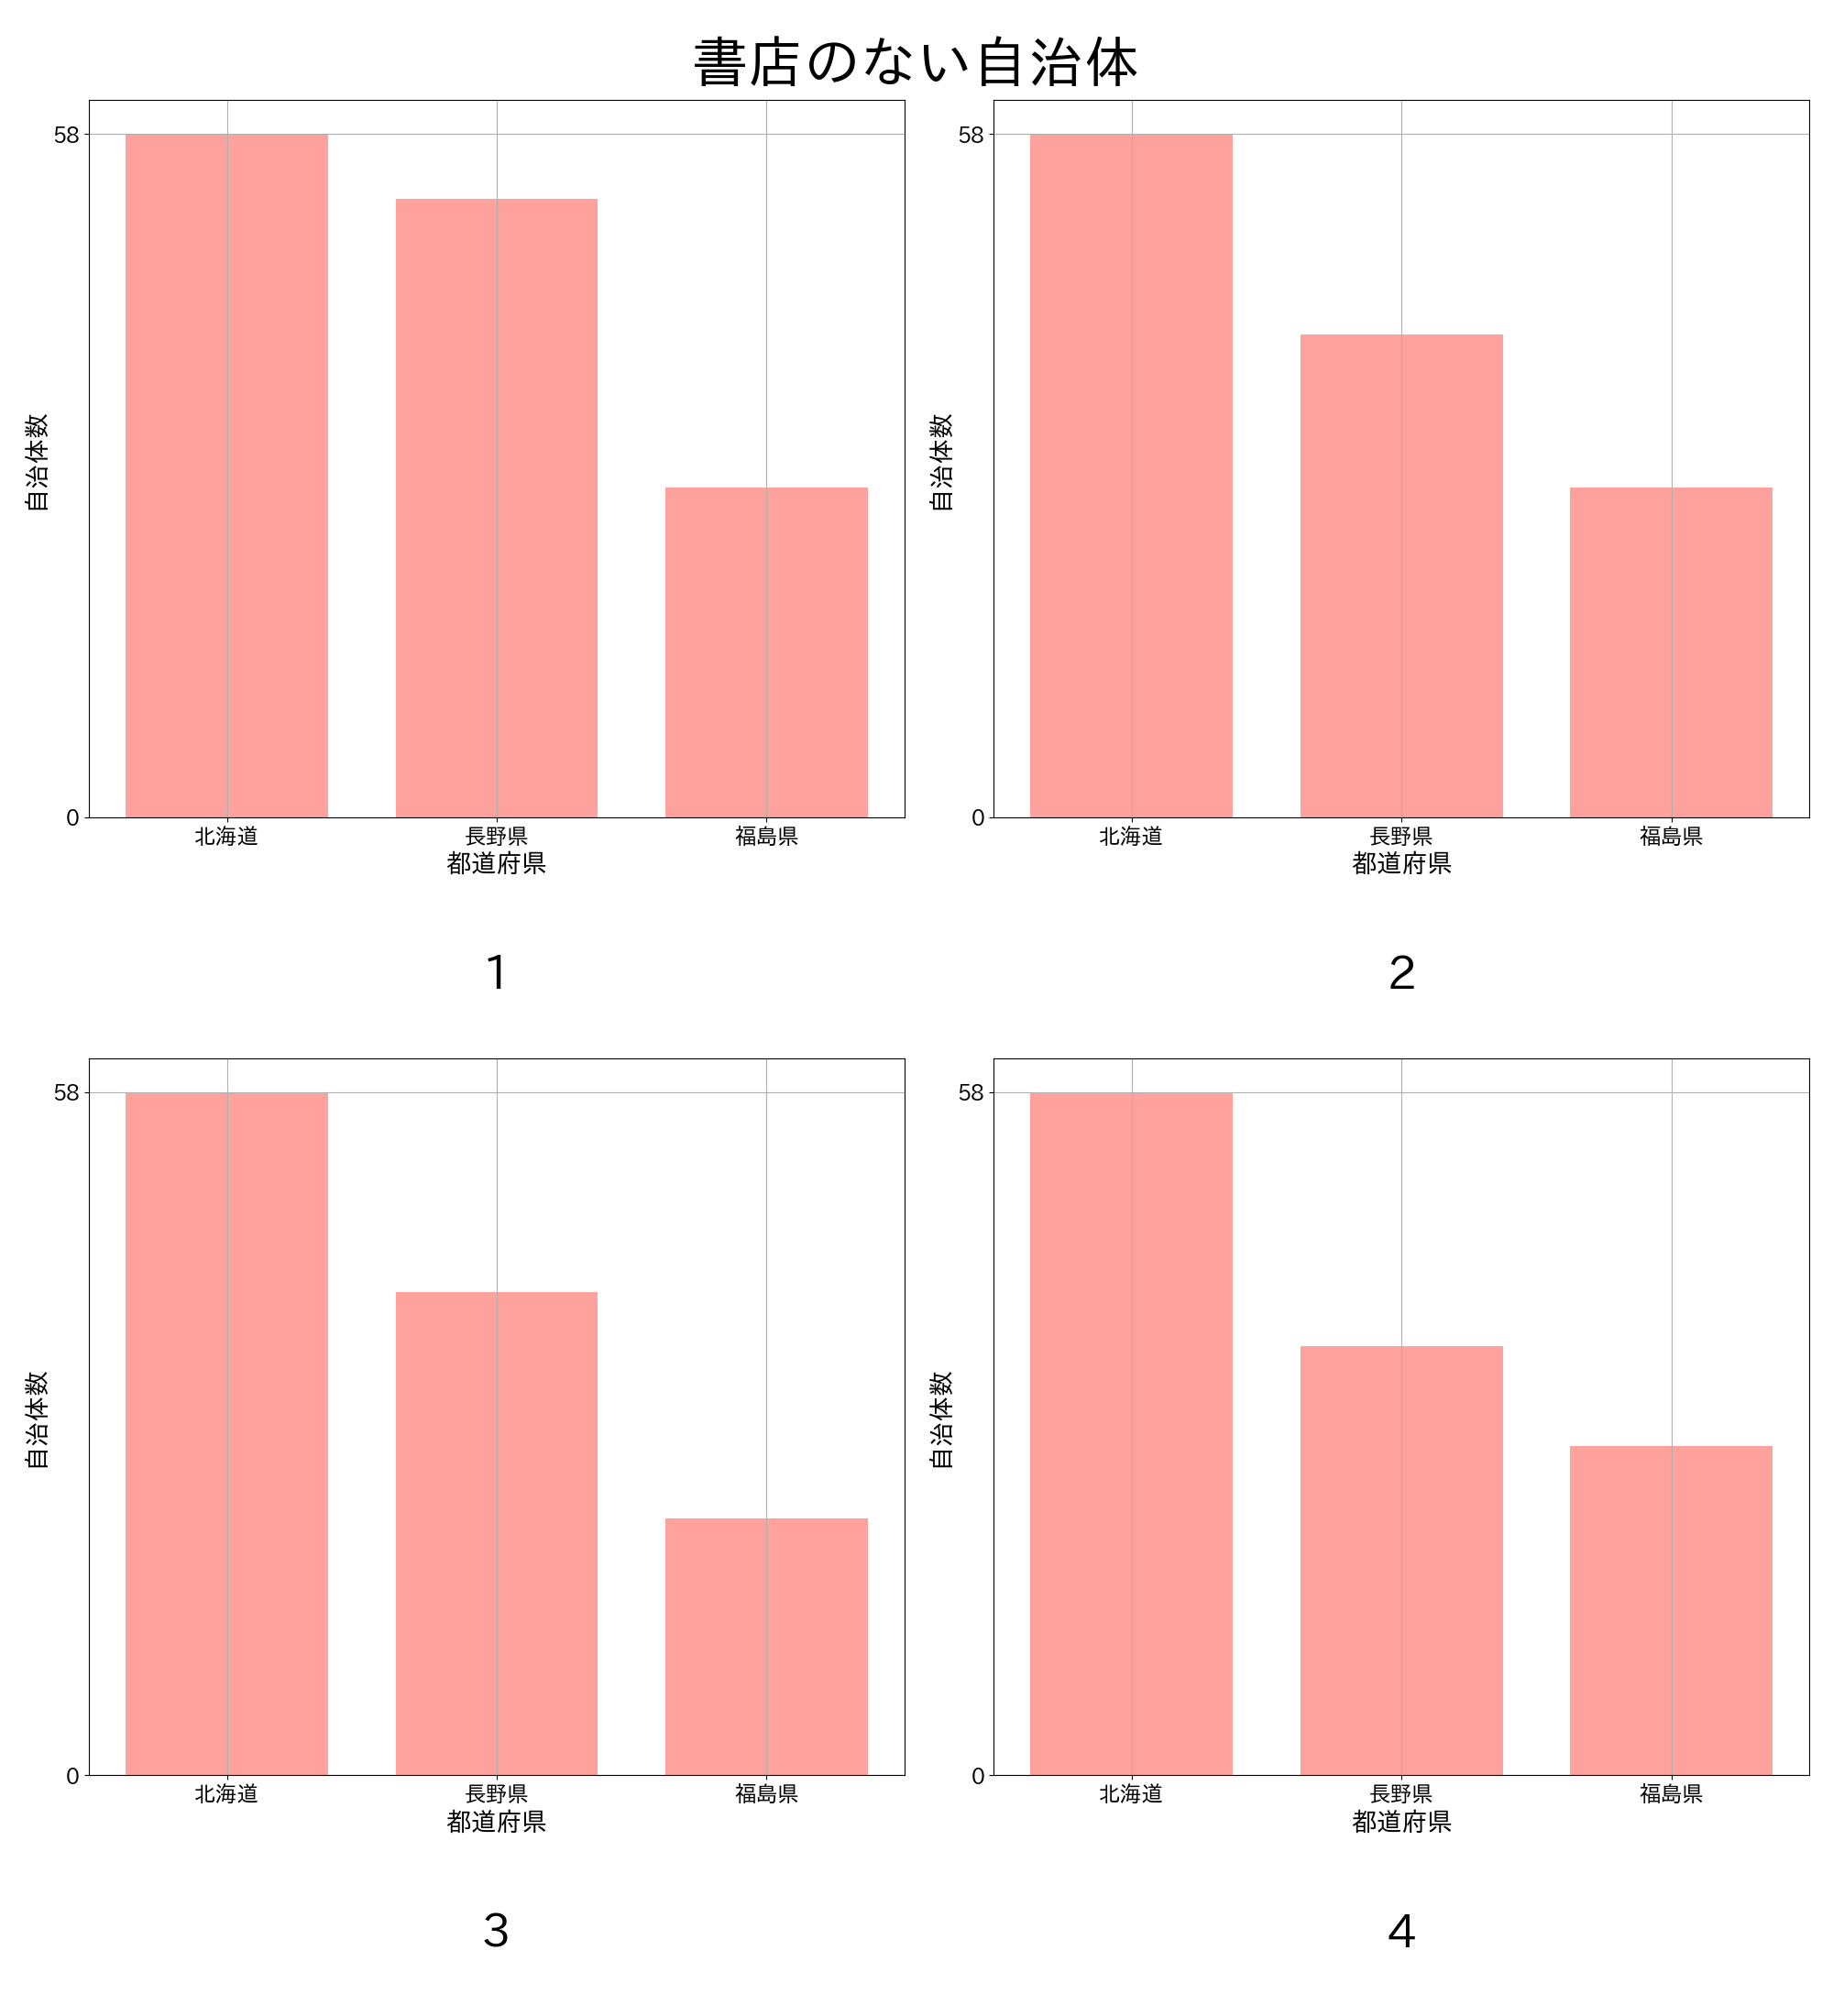 書店のない自治体
58
0
自治体数
北海道 長野県 福島県
都道府県
1
58
0
自治体数
北海道 長野県 福島県
都道府県
2
58
0
自治体数
北海道 長野県 福島県
都道府県
3
58
0
自治体数
北海道 長野県 福島県
都道府県
4